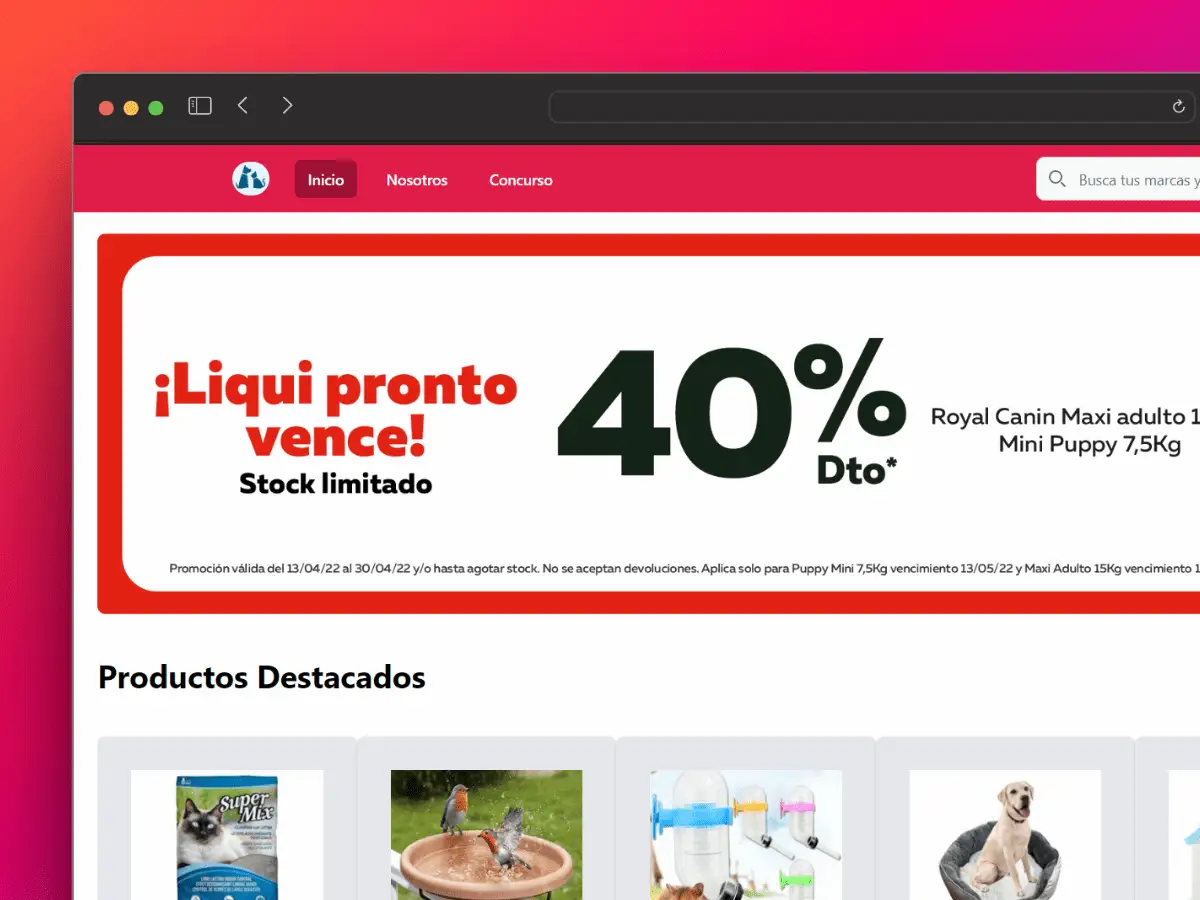 Inicio
Nosotros
Concurso
Busca tus marcas y
¡Liqui pronto
vence!
Stock limitado
40%
Dto*
Royal Canin Maxi adulto 1
Mini Puppy 7,5Kg
Promoción válida del 13/04/22 al 30/04/22 y/o hasta agotar stock. No se aceptan devoluciones. Aplica solo para Puppy Mini 7,5Kg vencimiento 13/05/22 y Maxi Adulto 15Kg vencimiento 1
Productos Destacados
Super
Mix